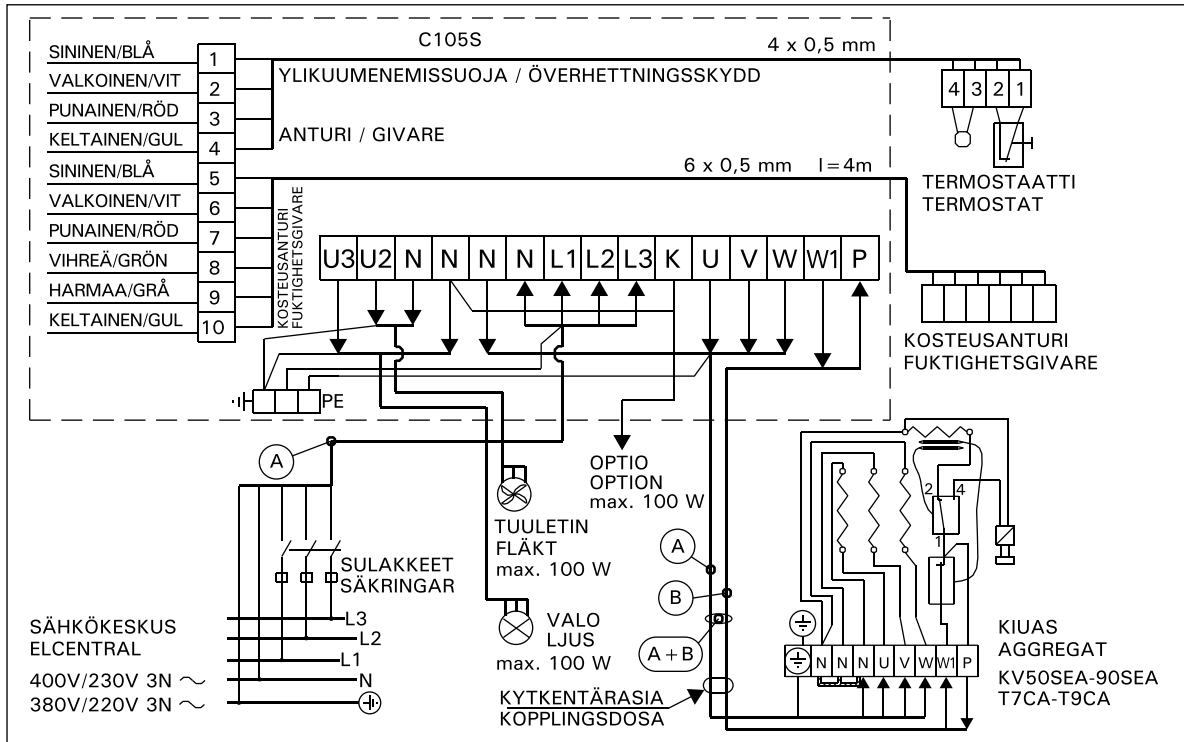 C105S
4 x 0,5 mm
SININEN/BLÅ 1
VALKOINEN/VIT 2
PUNAINEN/RÖD 3
KELTAINEN/GUL 4
SININEN/BLÅ 5
VALKOINEN/VIT 6
PUNAINEN/RÖD 7
VIHREÄ/GRÖN 8
HARMAA/GRÅ 9
KELTAINEN/GUL 10
YLIKUUMENEMISSUOJA / ÖVERHETTNINGSSKYDD
ANTURI / GIVARE
4 3 2 1
TERMOSTAATTI
TERMOSTAT
6 x 0,5 mm l=4m
KOSTEUSANTURI
FUKTIGHETSGIVARE
U3 U2 N N N N L1 L2 L3 K U V W W1 P
KOSTEUSANTURI
FUKTIGHETSGIVARE
PE
A
OPTIO
OPTION
max. 100 W
TUULETIN
FLÄKT
max. 100 W
SULAKKEET
SÄKRINGAR
VALO
LJUS
max. 100 W
SÄHKÖKESKUS
ELCENTRAL
400V/230V 3N ~
380V/220V 3N ~
L3
L2
L1
N
A
B
A+B
KYTKENTÄRASIA
KOPPLINGSDOSA
2 4
1
N N N U V W W1 P
KIUAS
AGGREGAT
KV50SEA-90SEA
T7CA-T9CA